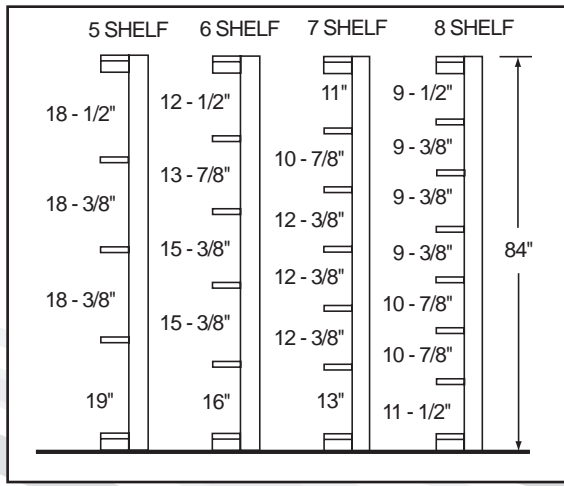 5 SHELF 6 SHELF 7 SHELF 8 SHELF
18 - 1/2"
18 - 3/8"
18 - 3/8"
19"
12 - 1/2"
13 - 7/8"
15 - 3/8"
15 - 3/8"
16"
11"
10 - 7/8"
12 - 3/8"
12 - 3/8"
12 - 3/8"
13"
9 - 1/2"
9 - 3/8"
9 - 3/8"
9 - 3/8"
10 - 7/8"
10 - 7/8"
11 - 1/2"
84"